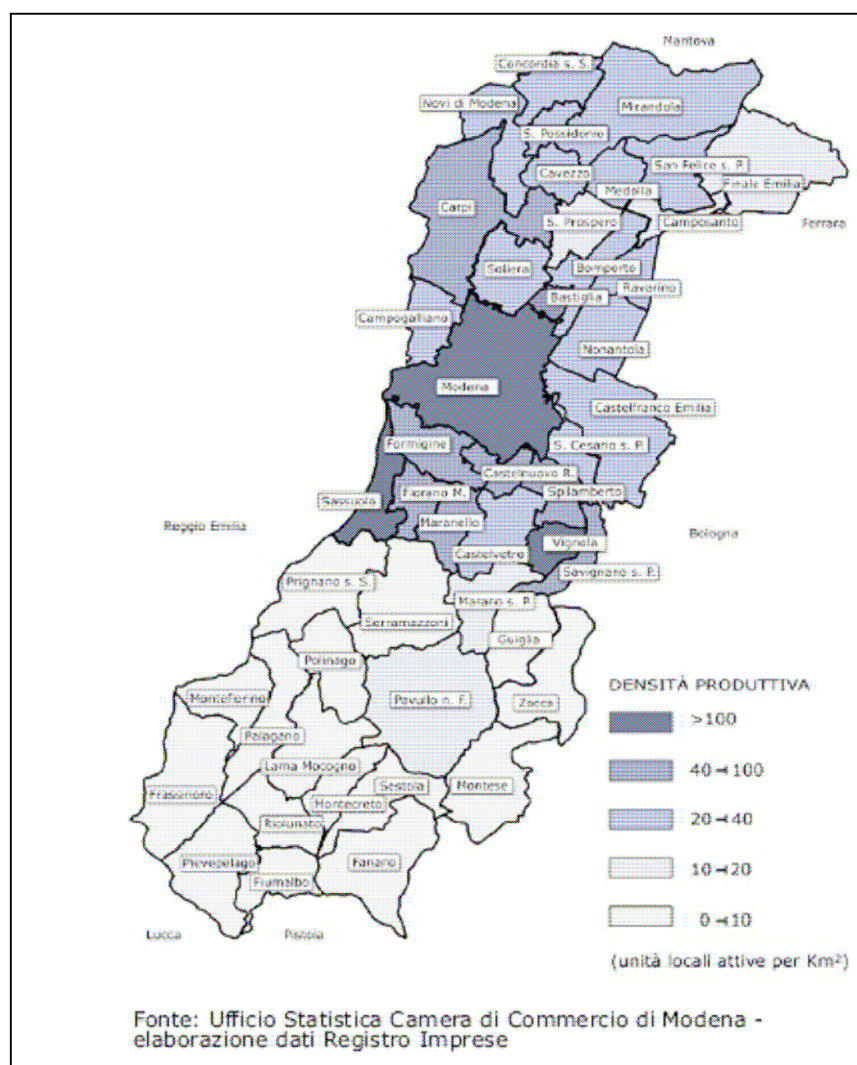 Mantova
Concordia s. S.
Novi di Modena
Mirandola
S. Possidonio
San Felice s. P.
Cavezzo
Medolla
Finale Emilia
Carpi
S. Prospero
Camposanto
Ferrara
Soliera
Bomporto
Ravarino
Bastiglia
Campogalliano
Nonantola
Modena
Castelfranco Emilia
Formigine
S. Cesario s. P.
Castelnuovo R.
Fiorano M.
Spilamberto
Sassuolo
Maranello
Reggio Emilia
Bologna
Vignola
Castelvetro
Savignano s. P.
Prignano s. S.
Marano s. P.
Serramazzoni
Guiglia
Polinago
DENSITÀ PRODUTTIVA
Montefiorino
Pavullo n. F.
Zocca
>100
Palagano
40⊣100
Lama Mocogno
Sestola
Montese
Frassinoro
Montecreto
20⊣40
Riolunato
Pievepelago
Fanano
10⊣20
Fiumalbo
0⊣10
Lucca
Pistoia
(unità locali attive per Km²)
Fonte: Ufficio Statistica Camera di Commercio di Modena -
elaborazione dati Registro Imprese